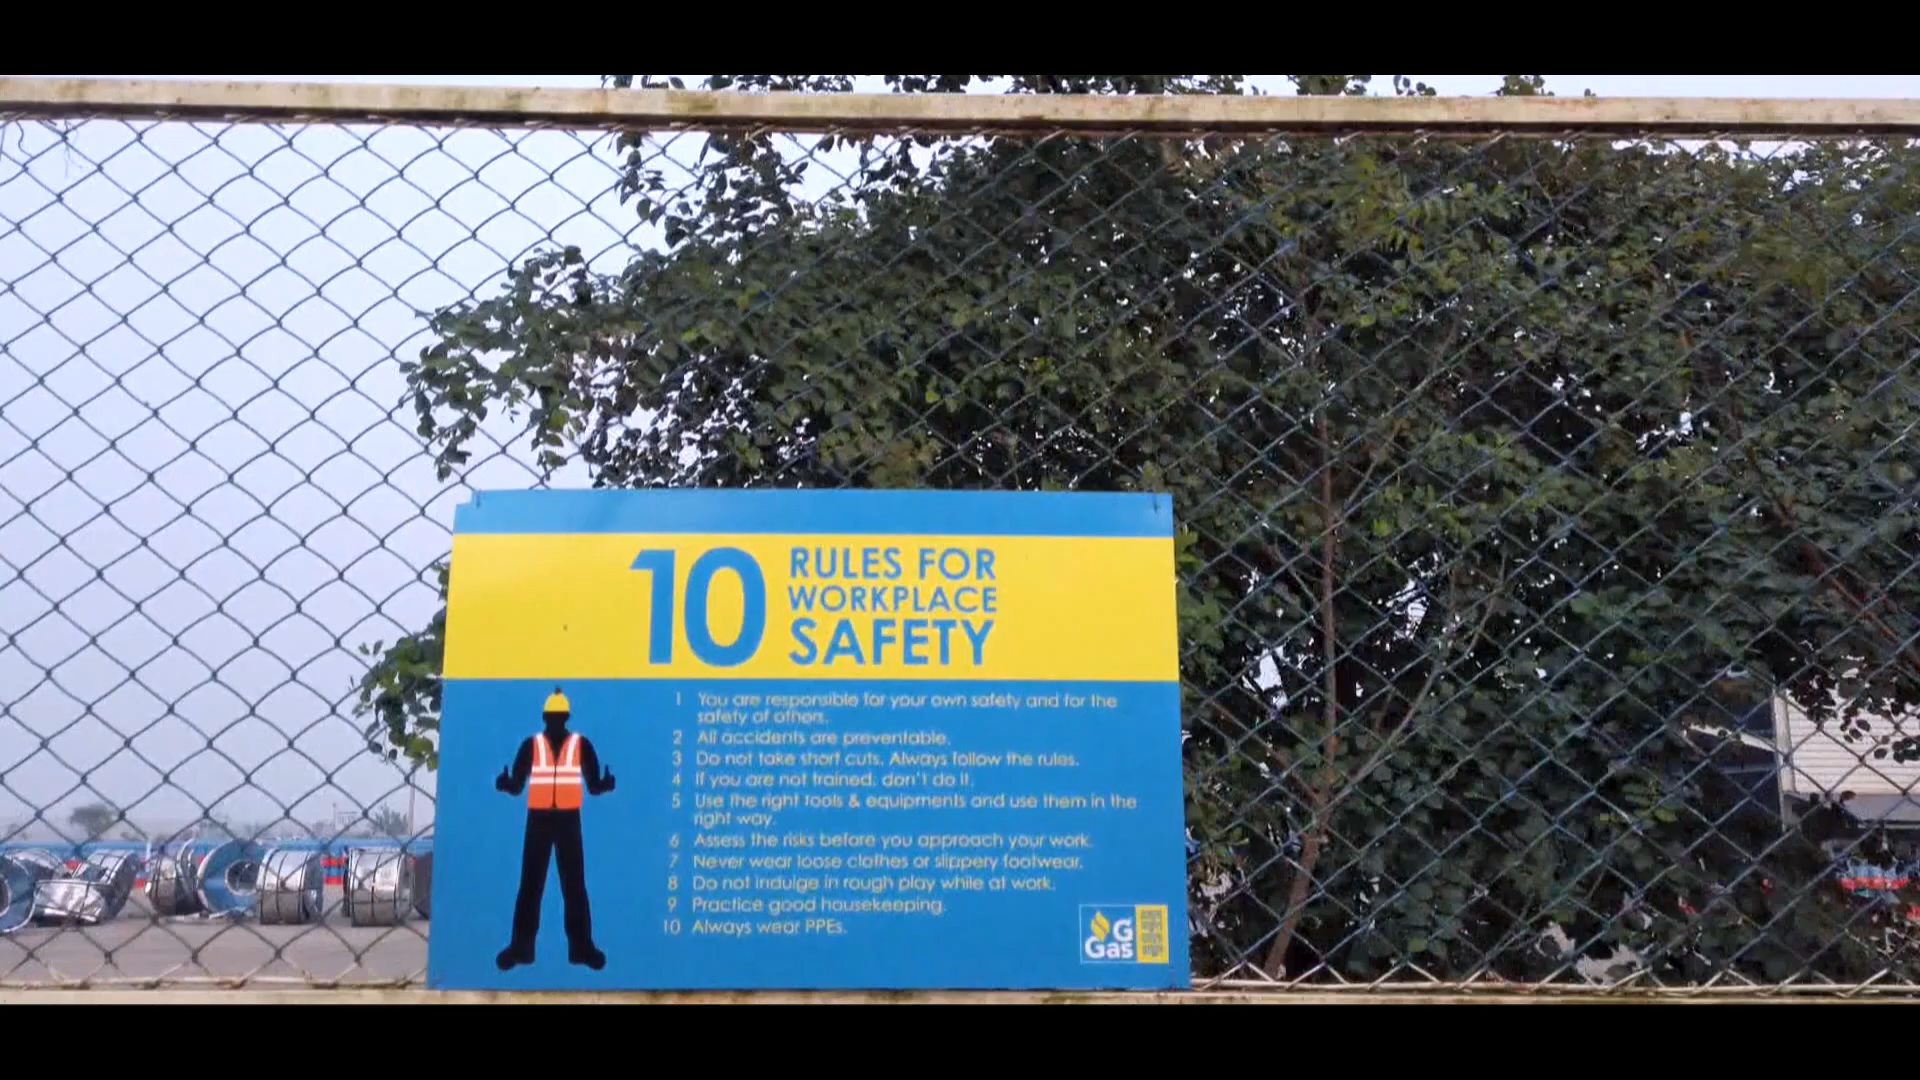 10 RULES FOR
WORKPLACE
SAFETY
1 You are responsible for your own safety and for the
safety of others.
2 All accidents are preventable.
3 Do not take short cuts. Always follow the rules.
4 If you are not trained, don't do it.
5 Use the right tools & equipments and use them in the
right way.
6 Assess the risks before you approach your work.
7 Never wear loose clothes or slippery footwear.
8 Do not indulge in rough play while at work.
9 Practice good housekeeping.
10 Always wear PPEs.
G
Gas